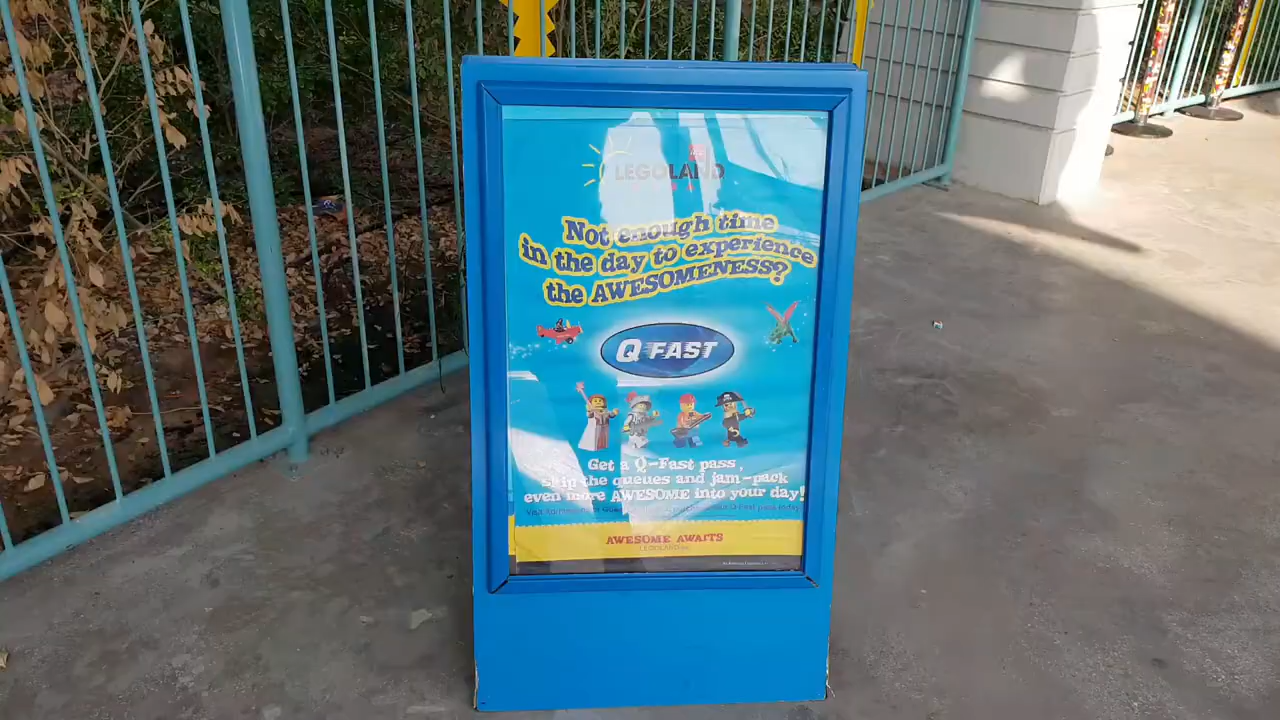 LEGOLAND
Not enough time
in the day to experience
the AWESOMENESS?
Q FAST
Get a Q-Fast pass,
skip the queues and jam-pack
even more AWESOME into your day!
AWESOME AWAITS